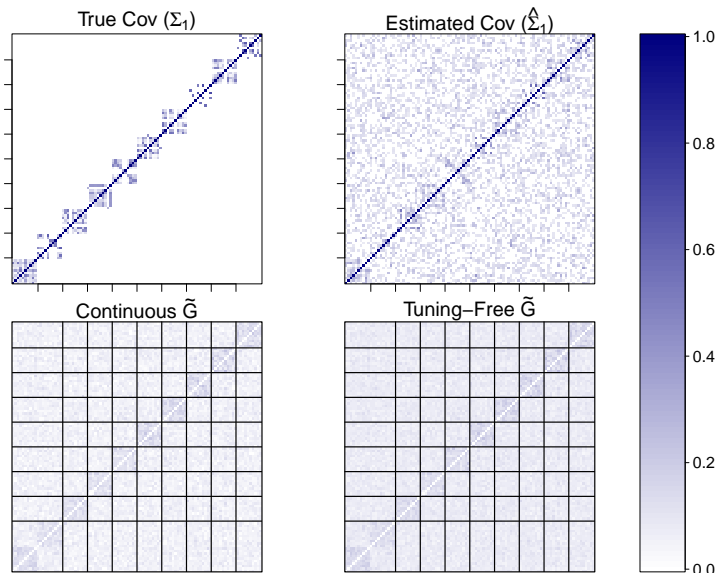 True Cov (Σ₁)
Estimated Cov (Σ̂₁)
1.0
0.8
0.6
0.4
0.2
0.0
Continuous G̃
Tuning−Free G̃